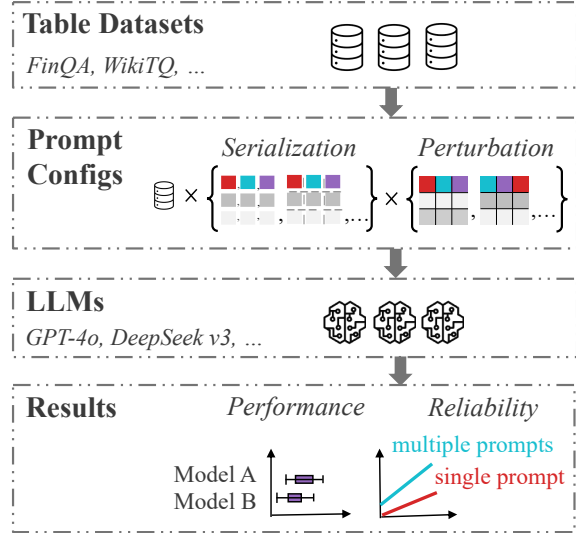 Table Datasets
FinQA, WikiTQ, ...
Prompt
Configs
Serialization
Perturbation
× { , , , , , ,... } × { , ,... }
LLMs
GPT-4o, DeepSeek v3, ...
Results
Performance
Reliability
Model A
Model B
multiple prompts
single prompt